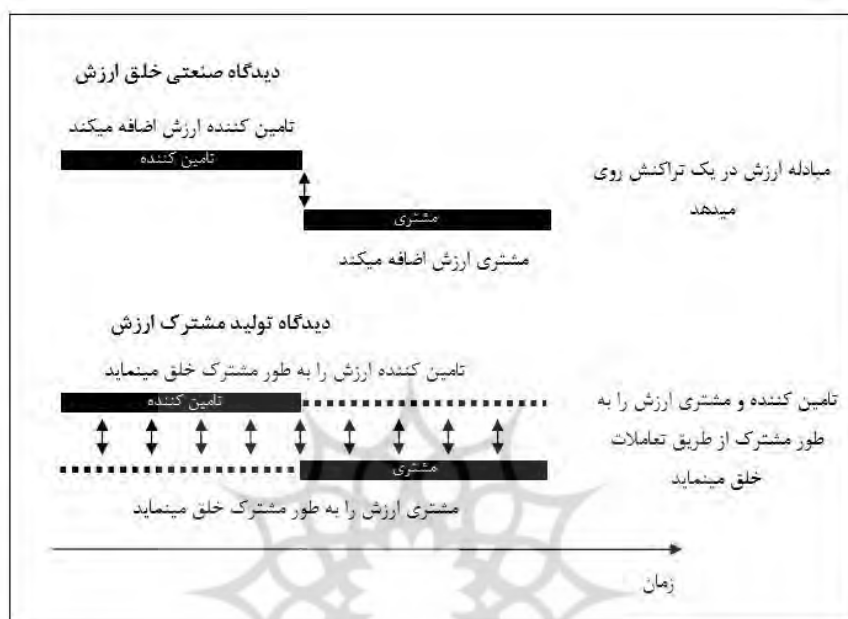 دیدگاه صنعتی خلق ارزش
تامین کننده ارزش اضافه میکند
تامین کننده
مبادله ارزش در یک تراکنش روی
میدهد
مشتری
مشتری ارزش اضافه میکند
دیدگاه تولید مشترک ارزش
تامین کننده ارزش را به طور مشترک خلق مینماید
تامین کننده
تامین کننده و مشتری ارزش را به
طور مشترک از طریق تعاملات
خلق مینماید
مشتری
مشتری ارزش را به طور مشترک خلق مینماید
زمان